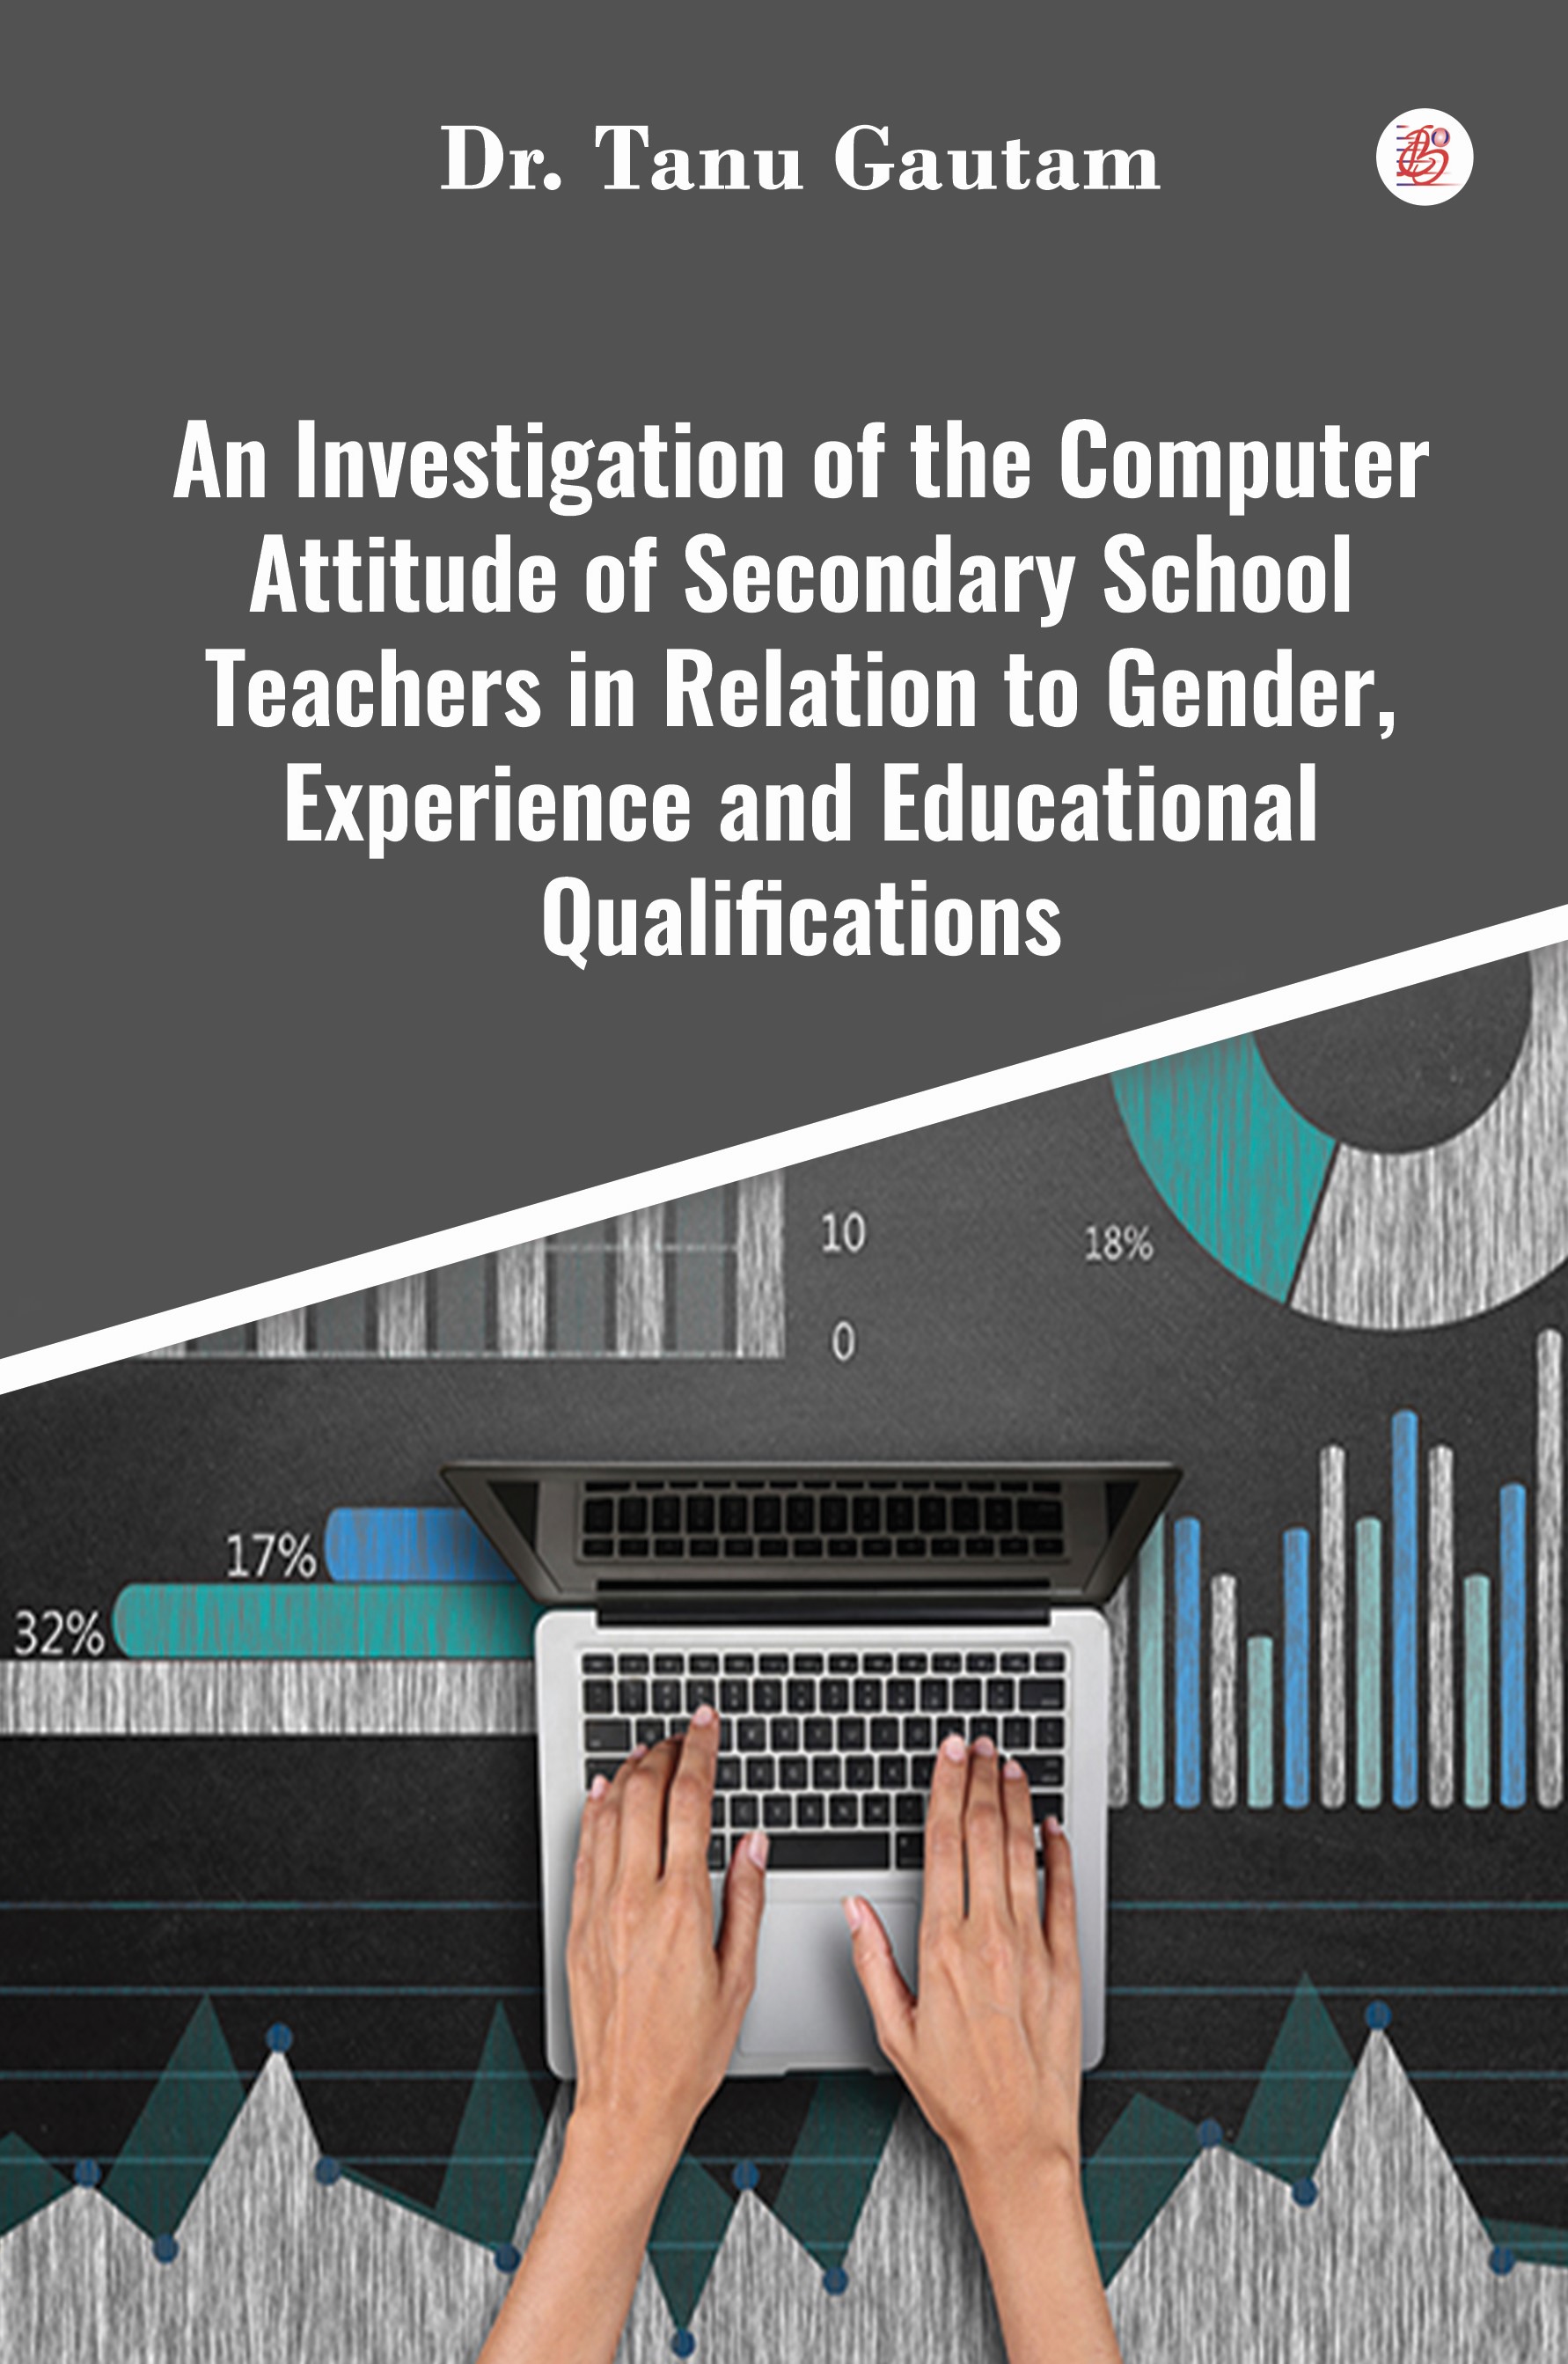 Dr. Tanu Gautam
An Investigation of the Computer
Attitude of Secondary School
Teachers in Relation to Gender,
Experience and Educational
Qualifications
10
18%
0
17%
32%